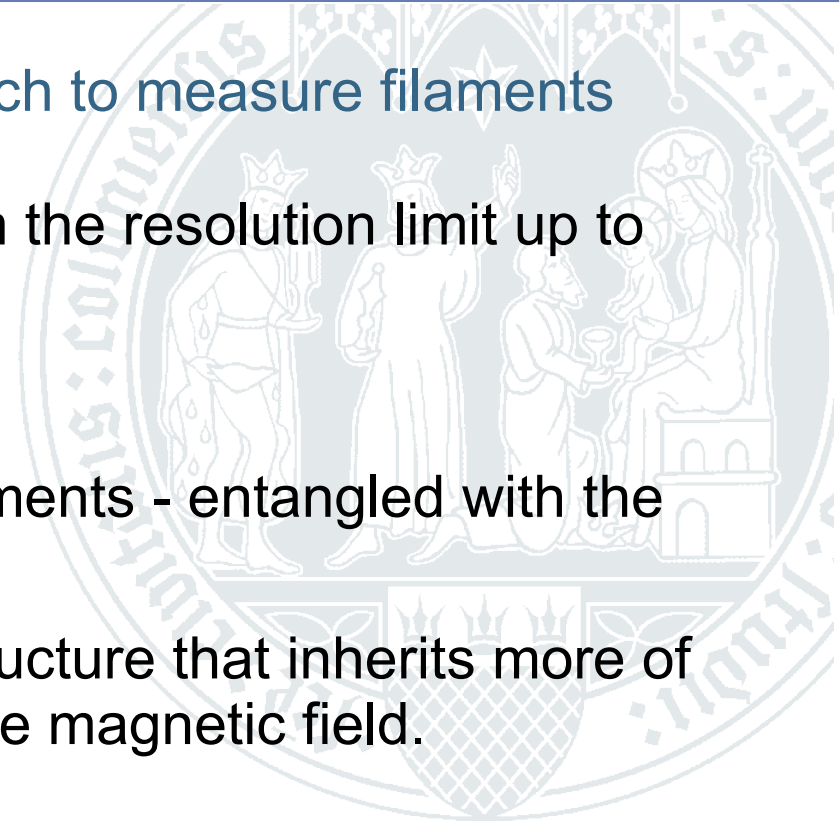 ch to measure filaments
the resolution limit up to
ments - entangled with the
ucture that inherits more of
e magnetic field.